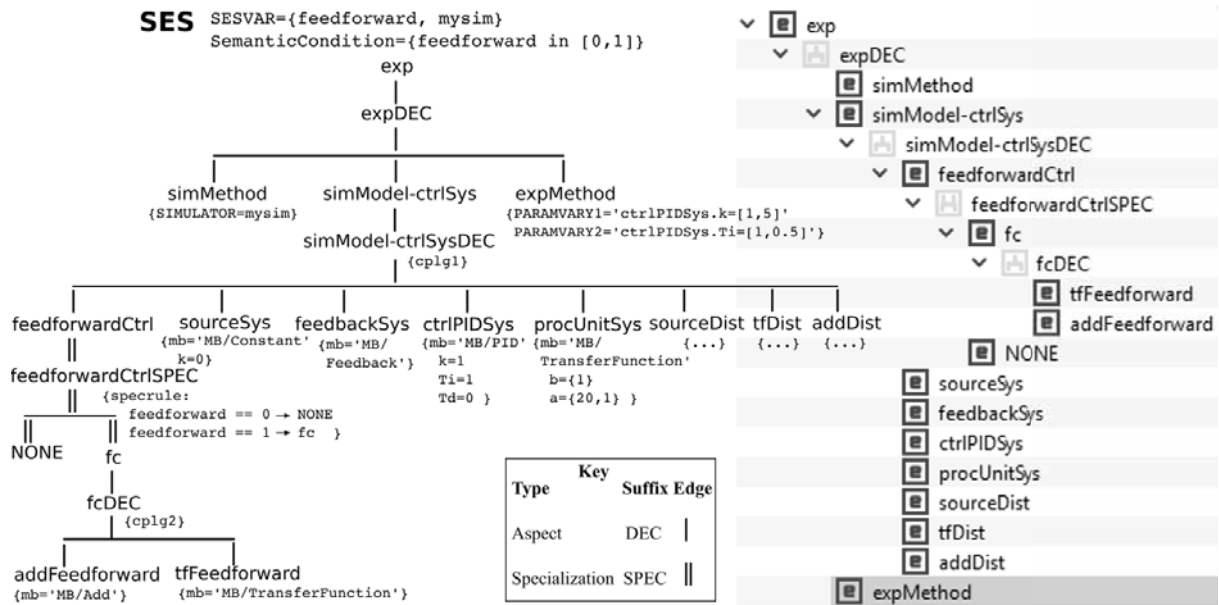 SES SESVAR={feedforward, mysim}
SemanticCondition={feedforward in [0,1]}
exp
expDEC
simMethod simModel-ctrlSys expMethod
{SIMULATOR=mysim} {PARAMVARY1='ctrlPIDSys.k=[1,5]'
PARAMVARY2='ctrlPIDSys.Ti=[1,0.5]'}
simModel-ctrlSysDEC
{cplg1}
feedforwardCtrl sourceSys feedbackSys ctrlPIDSys procUnitSys sourceDist tfDist addDist
{mb='MB/Constant' {mb='MB/ {mb='MB/PID' {mb='MB/ {...} {...} {...}
k=0} Feedback'} k=1 TransferFunction'
Ti=1 b={1}
Td=0 } a={20,1} }
feedforwardCtrlSPEC
{specrule:
feedforward == 0 → NONE
feedforward == 1 → fc }
NONE fc
fcDEC
{cplg2}
addFeedforward tfFeedforward
{mb='MB/Add'} {mb='MB/TransferFunction'}
Key
Type Suffix Edge
Aspect DEC |
Specialization SPEC ||
exp
expDEC
simMethod
simModel-ctrlSys
simModel-ctrlSysDEC
feedforwardCtrl
feedforwardCtrlSPEC
fc
fcDEC
tfFeedforward
addFeedforward
NONE
sourceSys
feedbackSys
ctrlPIDSys
procUnitSys
sourceDist
tfDist
addDist
expMethod